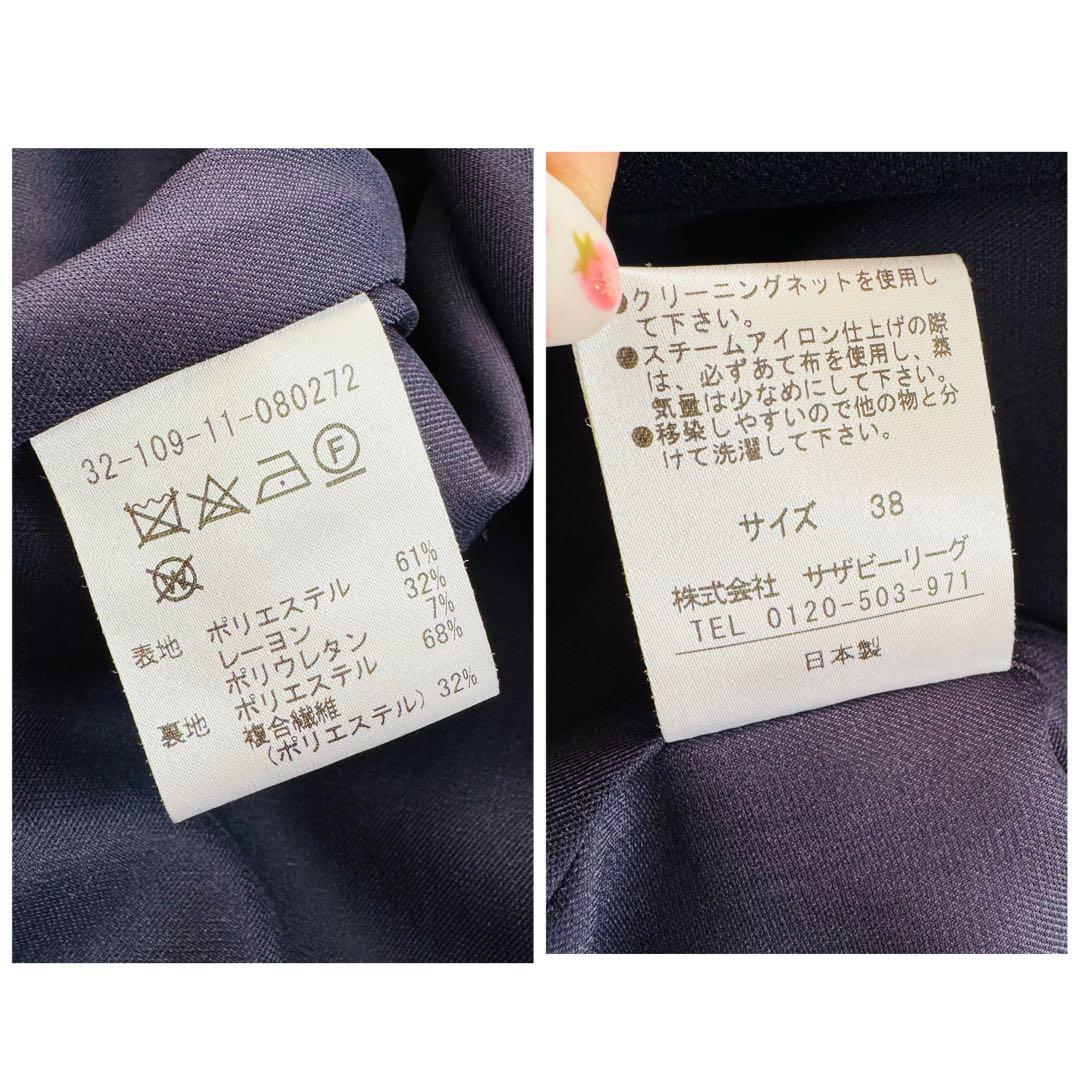 32-109-11-080272
F
W
表地 ポリエステル 61%
レーヨン 32%
ポリウレタン 7%
裏地 ポリエステル 68%
複合繊維
(ポリエステル) 32%
●クリーニングネットを使用し
て下さい。
●スチームアイロン仕上げの際
は、必ずあて布を使用し、蒸
気量は少なめにして下さい。
●移染しやすいので他の物と分
けて洗濯して下さい。
サイズ 38
株式会社 サザビーリーグ
TEL 0120-503-971
日本製